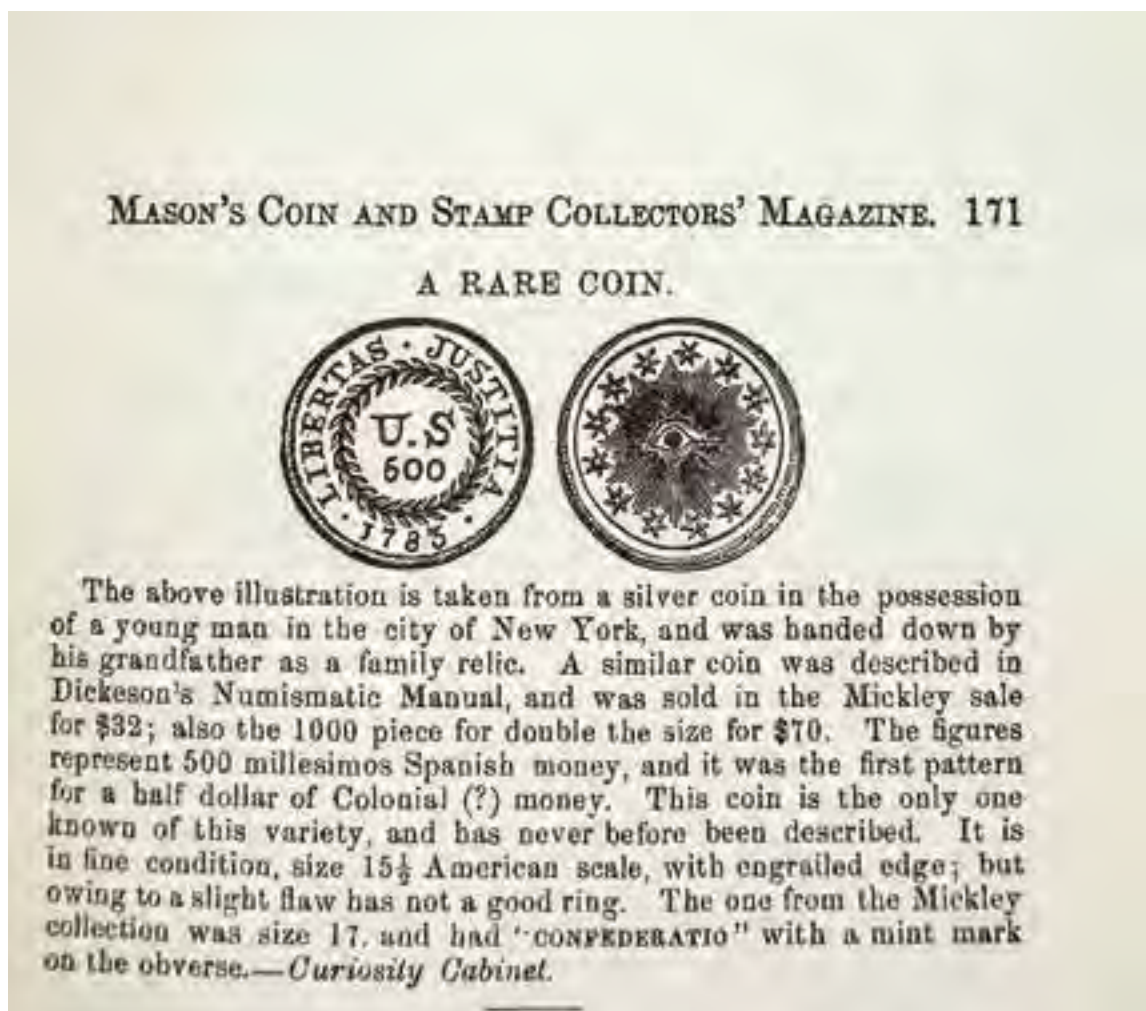 MASON'S COIN AND STAMP COLLECTORS' MAGAZINE. 171
A RARE COIN.
LIBERTAS · JUSTITIA ·
U.S
500
· 1783 ·
The above illustration is taken from a silver coin in the possession
of a young man in the city of New York, and was handed down by
his grandfather as a family relic. A similar coin was described in
Dickeson's Numismatic Manual, and was sold in the Mickley sale
for $32; also the 1000 piece for double the size for $70. The figures
represent 500 millesimos Spanish money, and it was the first pattern
for a half dollar of Colonial (?) money. This coin is the only one
known of this variety, and has never before been described. It is
in fine condition, size 15½ American scale, with engrailed edge; but
owing to a slight flaw has not a good ring. The one from the Mickley
collection was size 17, and had "CONFEDERATIO" with a mint mark
on the obverse.—Curiosity Cabinet.